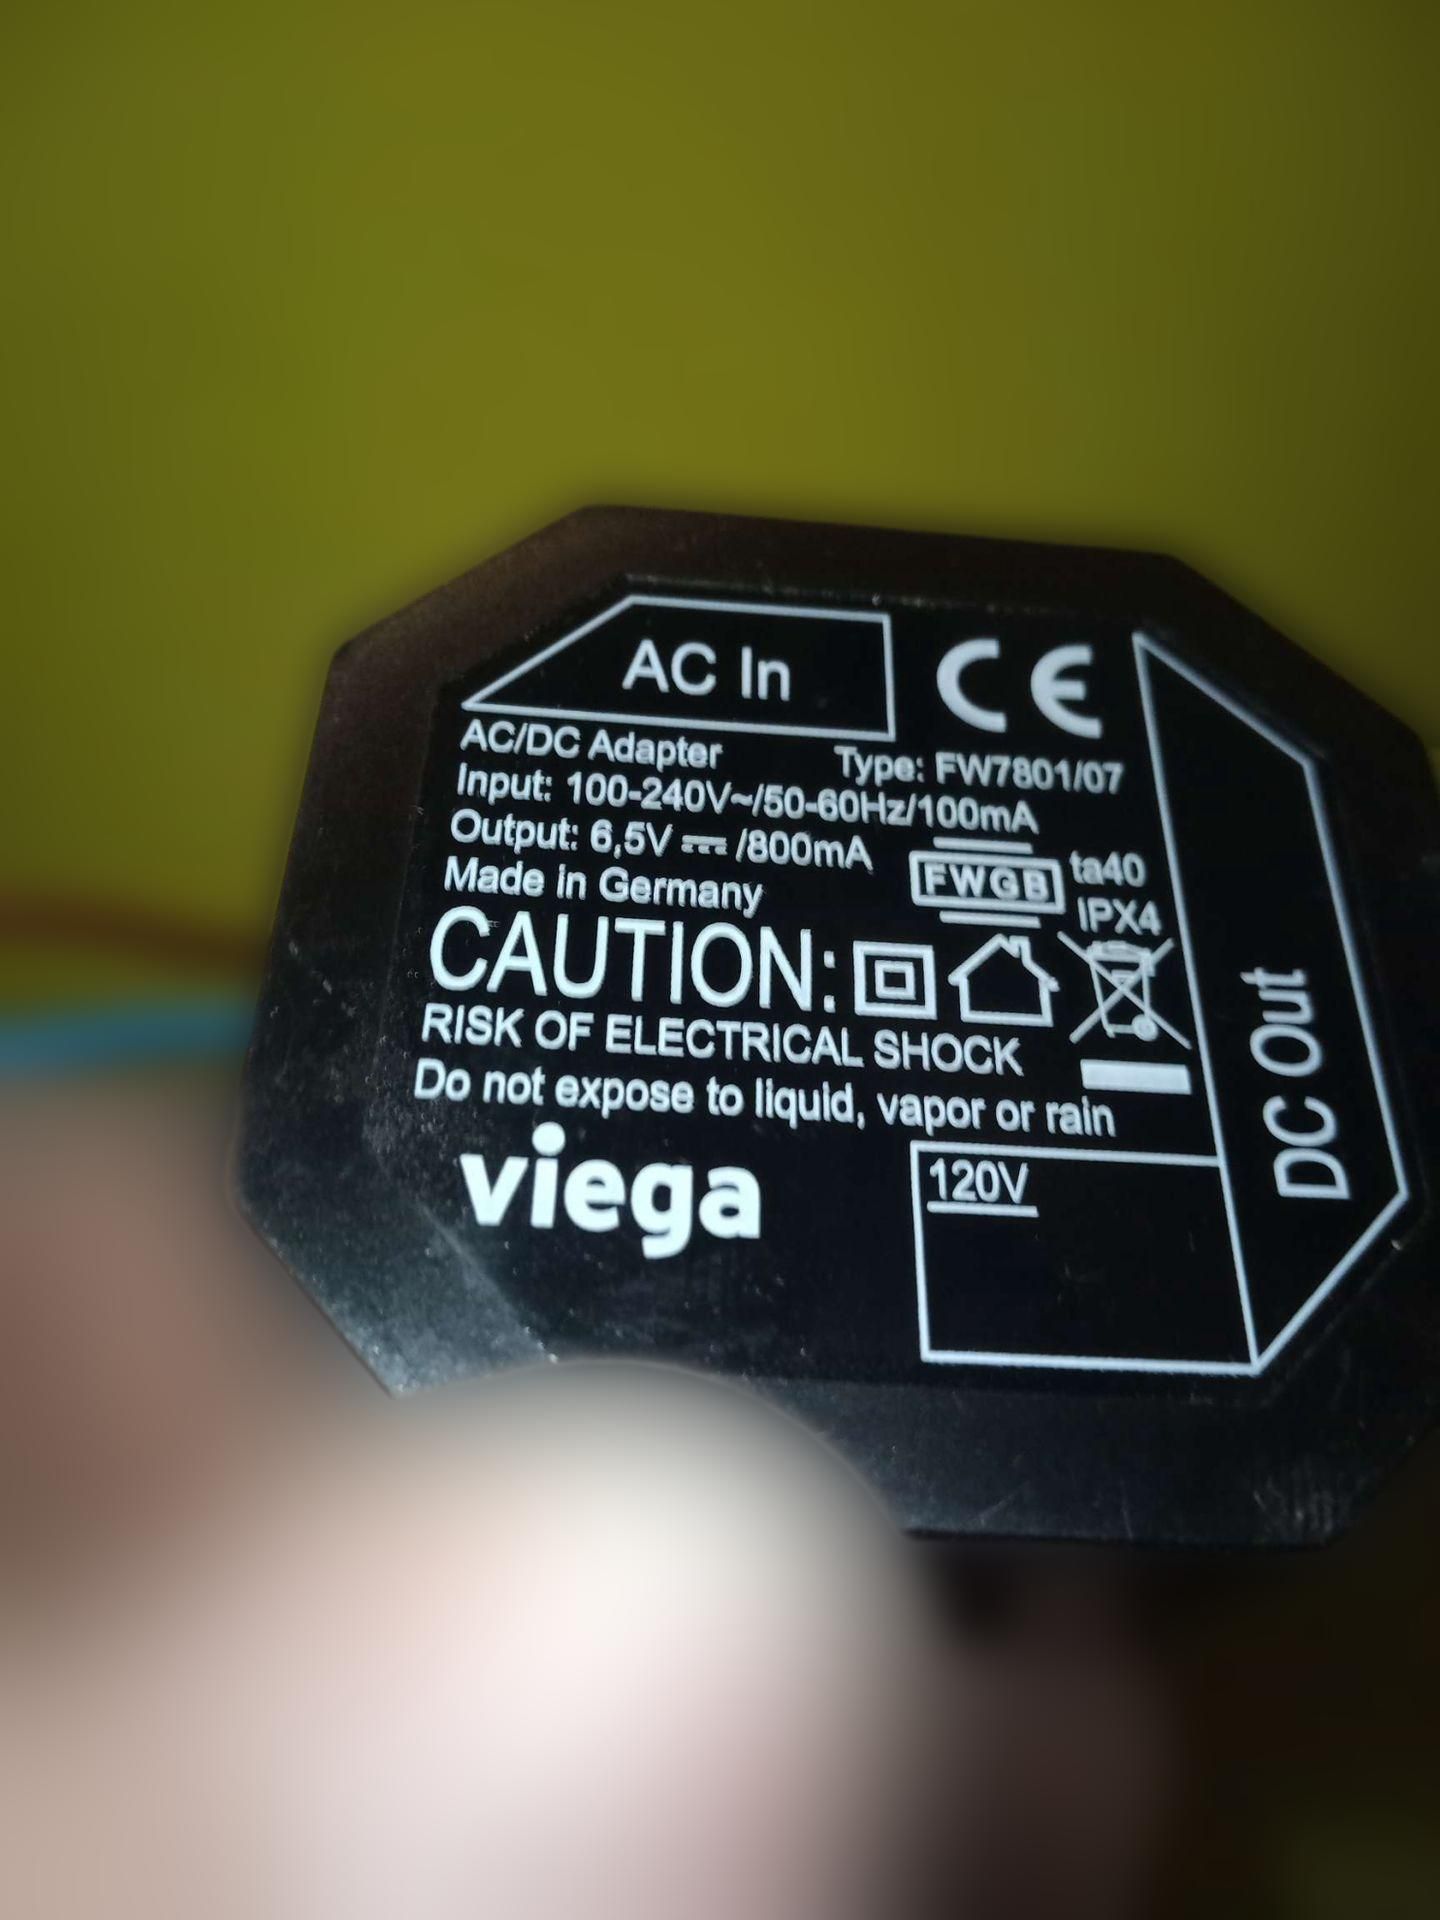 AC In
CE
AC/DC Adapter Type: FW7801/07
Input: 100-240V~/50-60Hz/100mA
Output: 6,5V ⎓ /800mA
FWGB ta40
Made in Germany
IPX4
CAUTION:
RISK OF ELECTRICAL SHOCK
Do not expose to liquid, vapor or rain
viega
120V
DC Out